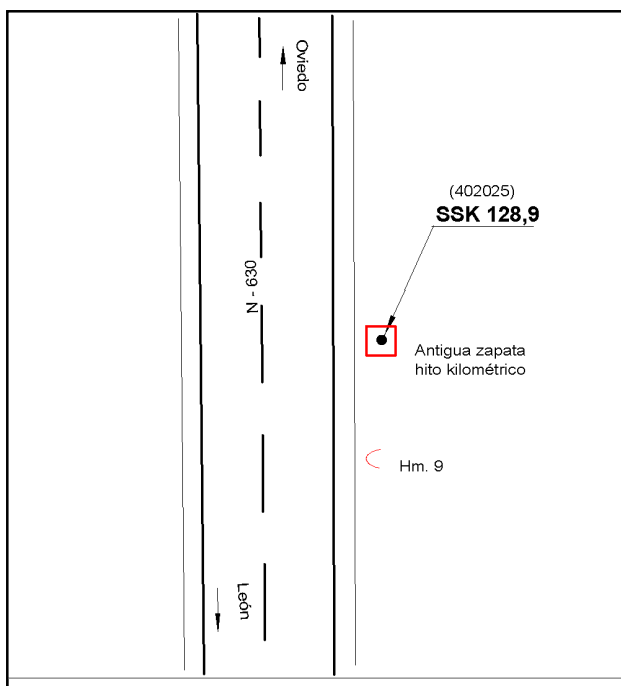 Oviedo
(402025)
SSK 128,9
N - 630
Antigua zapata
hito kilométrico
Hm. 9
León